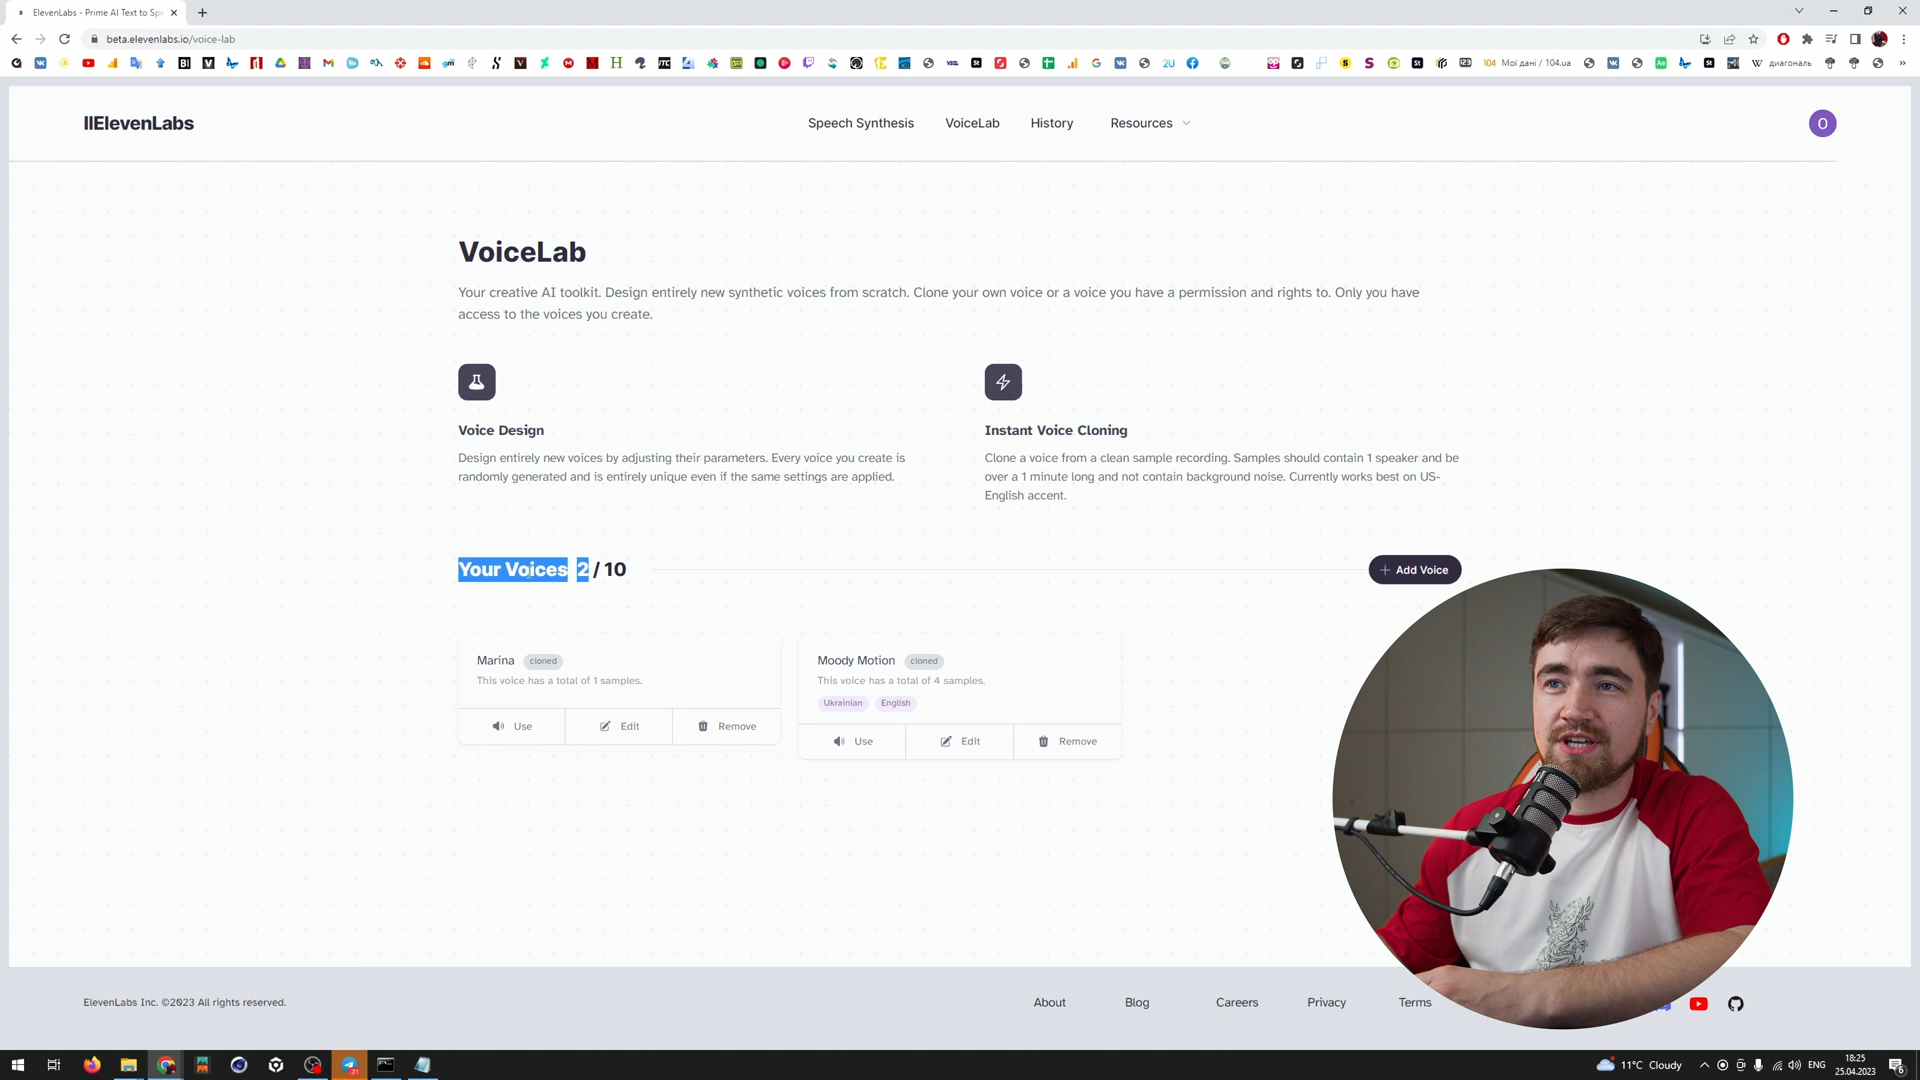 ElevenLabs - Prime AI Text to Spe
beta.elevenlabs.io/voice-lab
104 Мої дані / 104.ua
W диагональ
IIElevenLabs
Speech Synthesis
VoiceLab
History
Resources
O
VoiceLab
Your creative AI toolkit. Design entirely new synthetic voices from scratch. Clone your own voice or a voice you have a permission and rights to. Only you have
access to the voices you create.
Voice Design
Design entirely new voices by adjusting their parameters. Every voice you create is
randomly generated and is entirely unique even if the same settings are applied.
Instant Voice Cloning
Clone a voice from a clean sample recording. Samples should contain 1 speaker and be
over a 1 minute long and not contain background noise. Currently works best on US-
English accent.
Your Voices 2 / 10
+ Add Voice
Marina cloned
This voice has a total of 1 samples.
Use
Edit
Remove
Moody Motion cloned
This voice has a total of 4 samples.
Ukrainian English
Use
Edit
Remove
ElevenLabs Inc. ©2023 All rights reserved.
About
Blog
Careers
Privacy
Terms
11°C Cloudy
ENG
18:25
25.04.2023